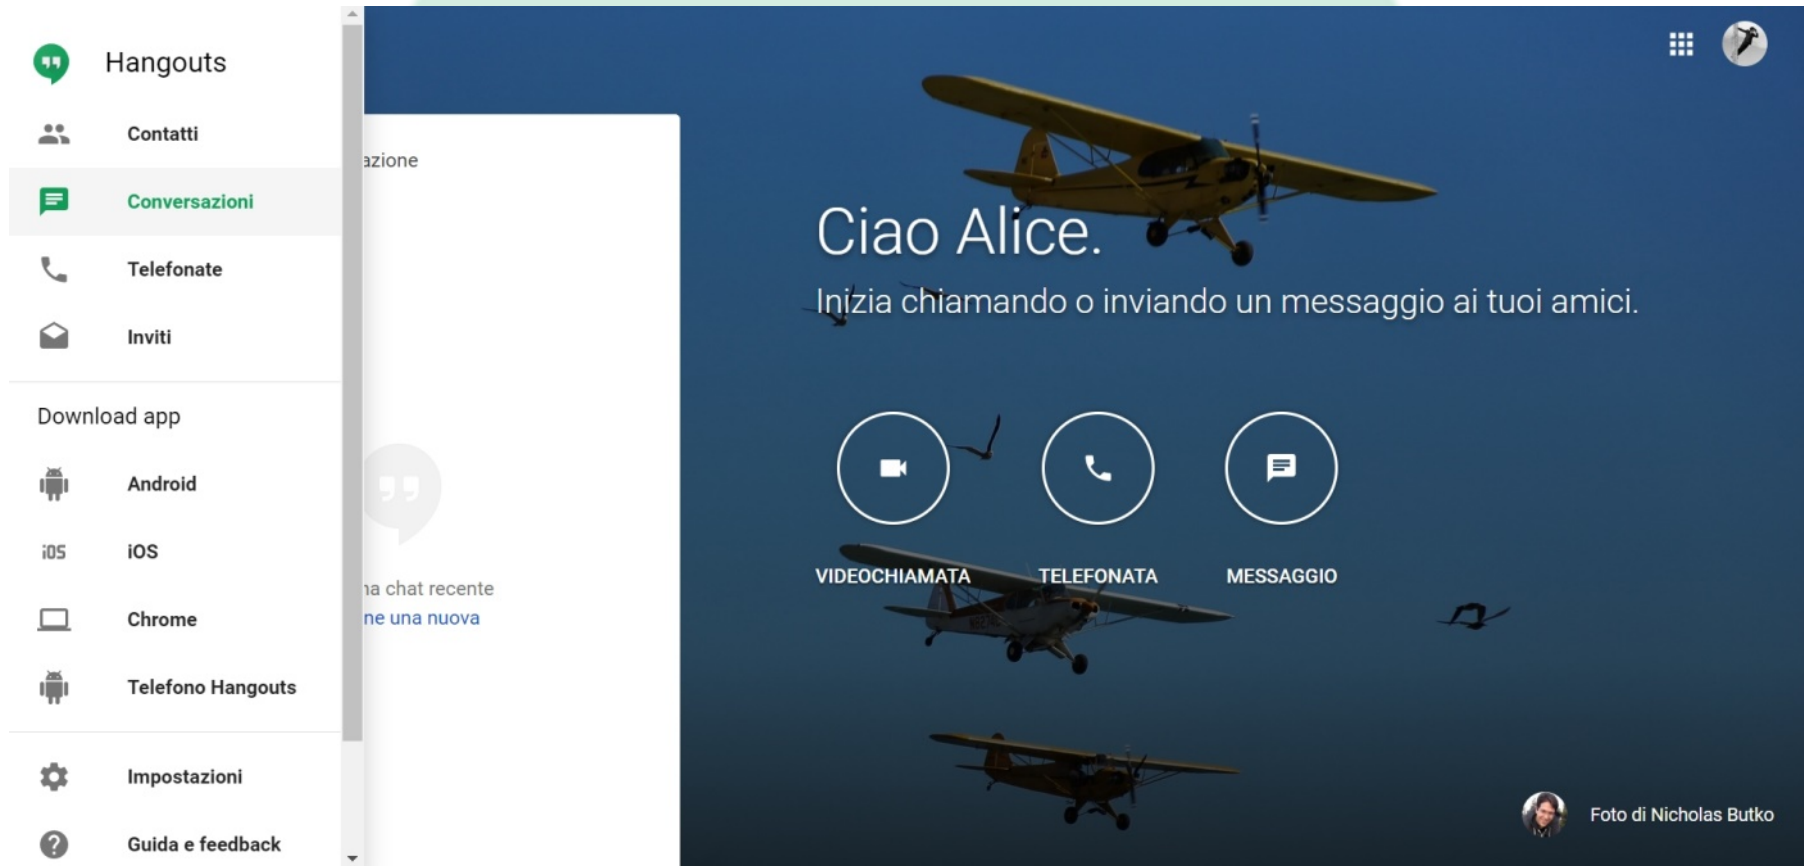 Hangouts
Contatti
Conversazioni
Telefonate
Inviti
Download app
Android
iOS
iOS
Chrome
Telefono Hangouts
Impostazioni
Guida e feedback
azione
chat recente
ne una nuova
Ciao Alice.
Inizia chiamando o inviando un messaggio ai tuoi amici.
VIDEOCHIAMATA
TELEFONATA
MESSAGGIO
Foto di Nicholas Butko